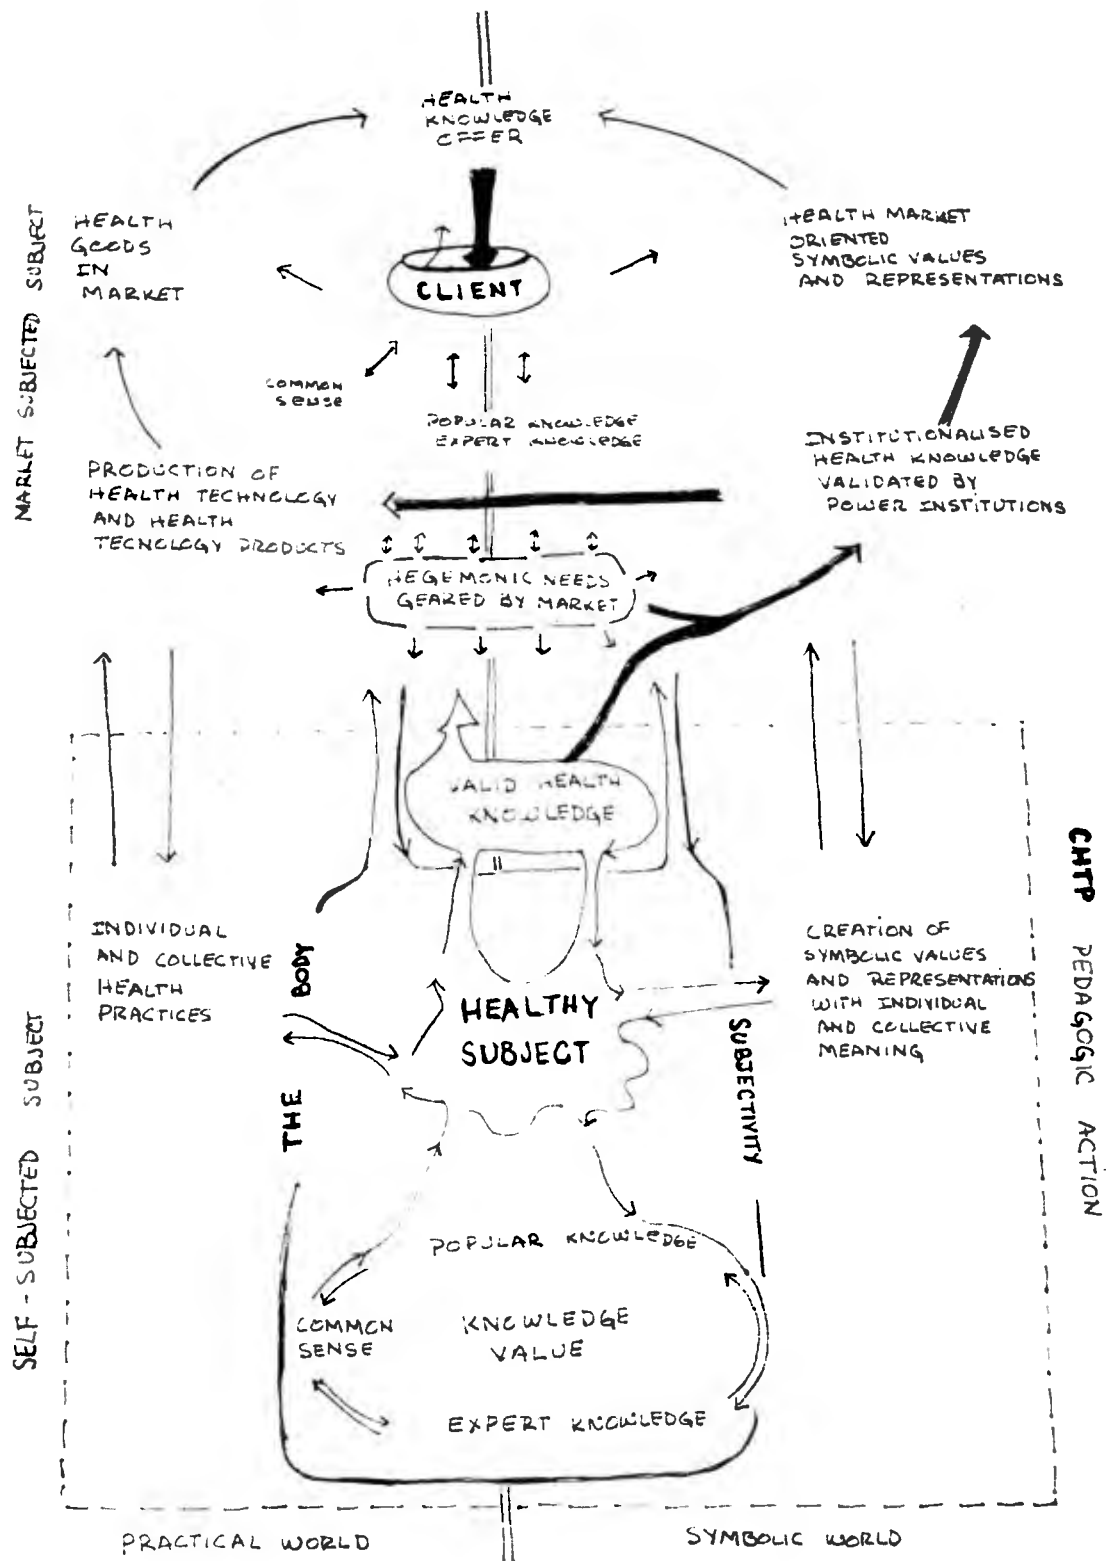 HEALTH
KNOWLEDGE
OFFER
HEALTH
GOODS
IN
MARKET
HEALTH MARKET
ORIENTED
SYMBOLIC VALUES
AND REPRESENTATIONS
CLIENT
MARKET SUBJECTED SUBJECT
COMMON
SENSE
POPULAR KNOWLEDGE
EXPERT KNOWLEDGE
INSTITUTIONALISED
HEALTH KNOWLEDGE
VALIDATED BY
POWER INSTITUTIONS
PRODUCTION OF
HEALTH TECHNOLOGY
AND HEALTH
TECNOLOGY PRODUCTS
HEGEMONIC NEEDS
GEARED BY MARKET
VALID HEALTH
KNOWLEDGE
INDIVIDUAL
AND COLLECTIVE
HEALTH
PRACTICES
THE BODY
HEALTHY
SUBJECT
SUBJECTIVITY
CREATION OF
SYMBOLIC VALUES
AND REPRESENTATIONS
WITH INDIVIDUAL
AND COLLECTIVE
MEANING
CHTP PEDAGOGIC ACTION
SELF-SUBJECTED SUBJECT
POPULAR KNOWLEDGE
COMMON
SENSE
KNOWLEDGE
VALUE
EXPERT KNOWLEDGE
PRACTICAL WORLD
SYMBOLIC WORLD